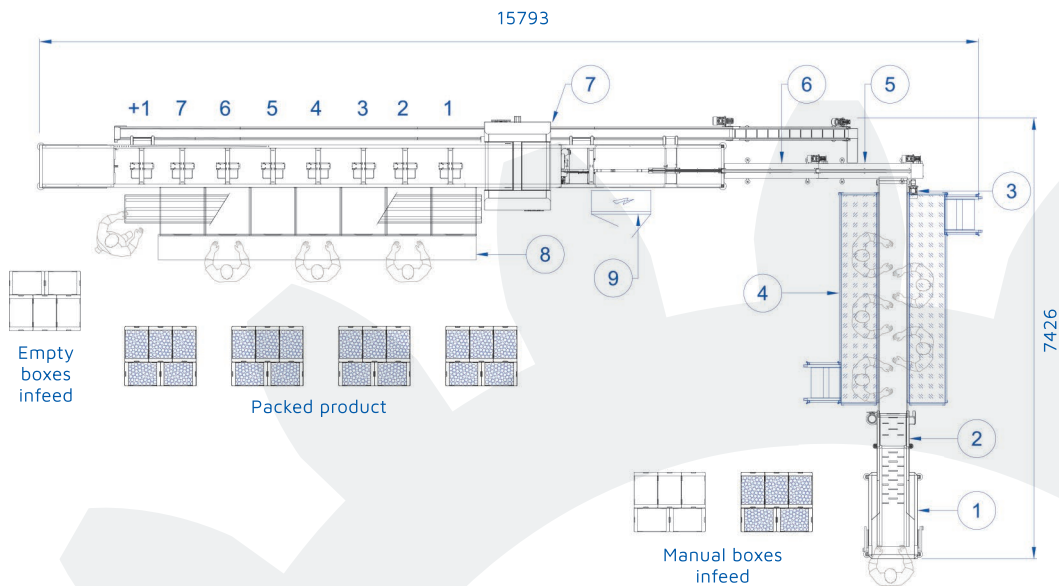 15793
+1 7 6 5 4 3 2 1
7
6
5
3
8
9
4
7426
Empty
boxes
infeed
Packed product
2
1
Manual boxes
infeed